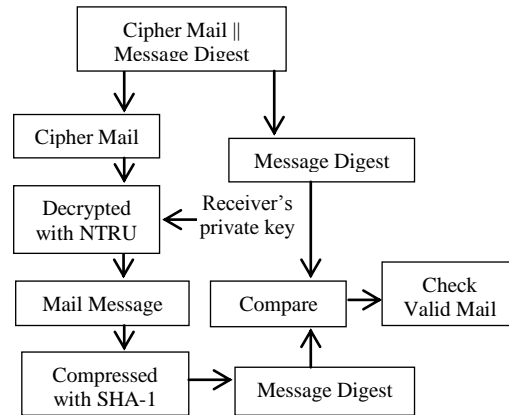 Cipher Mail ||
Message Digest
Cipher Mail
Message Digest
Decrypted
with NTRU
Receiver's
private key
Mail Message
Compare
Check
Valid Mail
Compressed
with SHA-1
Message Digest